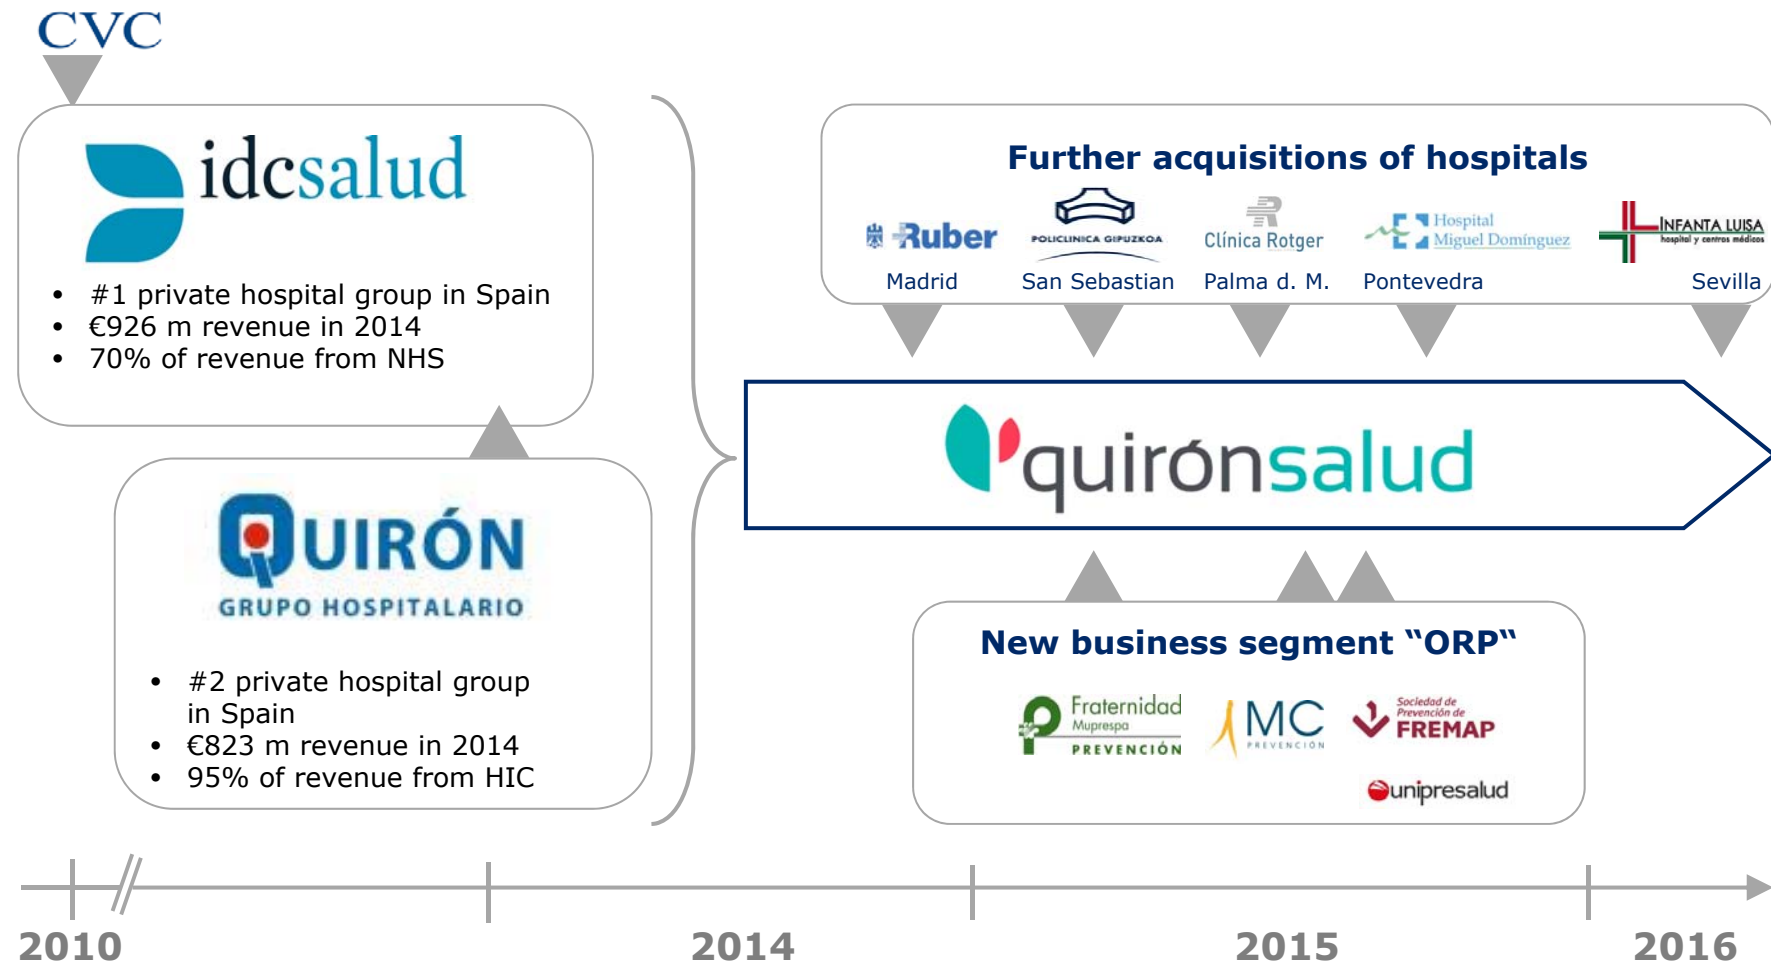 CVC
idcsalud
• #1 private hospital group in Spain
• €926 m revenue in 2014
• 70% of revenue from NHS
QUIRÓN
GRUPO HOSPITALARIO
• #2 private hospital group
in Spain
• €823 m revenue in 2014
• 95% of revenue from HIC
Further acquisitions of hospitals
Ruber
Madrid
POLICLINICA GIPUZKOA
San Sebastian
Clínica Rotger
Palma d. M.
Hospital
Miguel Domínguez
Pontevedra
INFANTA LUISA
hospital y centros médicos
Sevilla
quirónsalud
New business segment “ORP“
Fraternidad
Muprespa
PREVENCIÓN
MC
PREVENCIÓN
Sociedad de
Prevención de
FREMAP
unipresalud
2010
2014
2015
2016